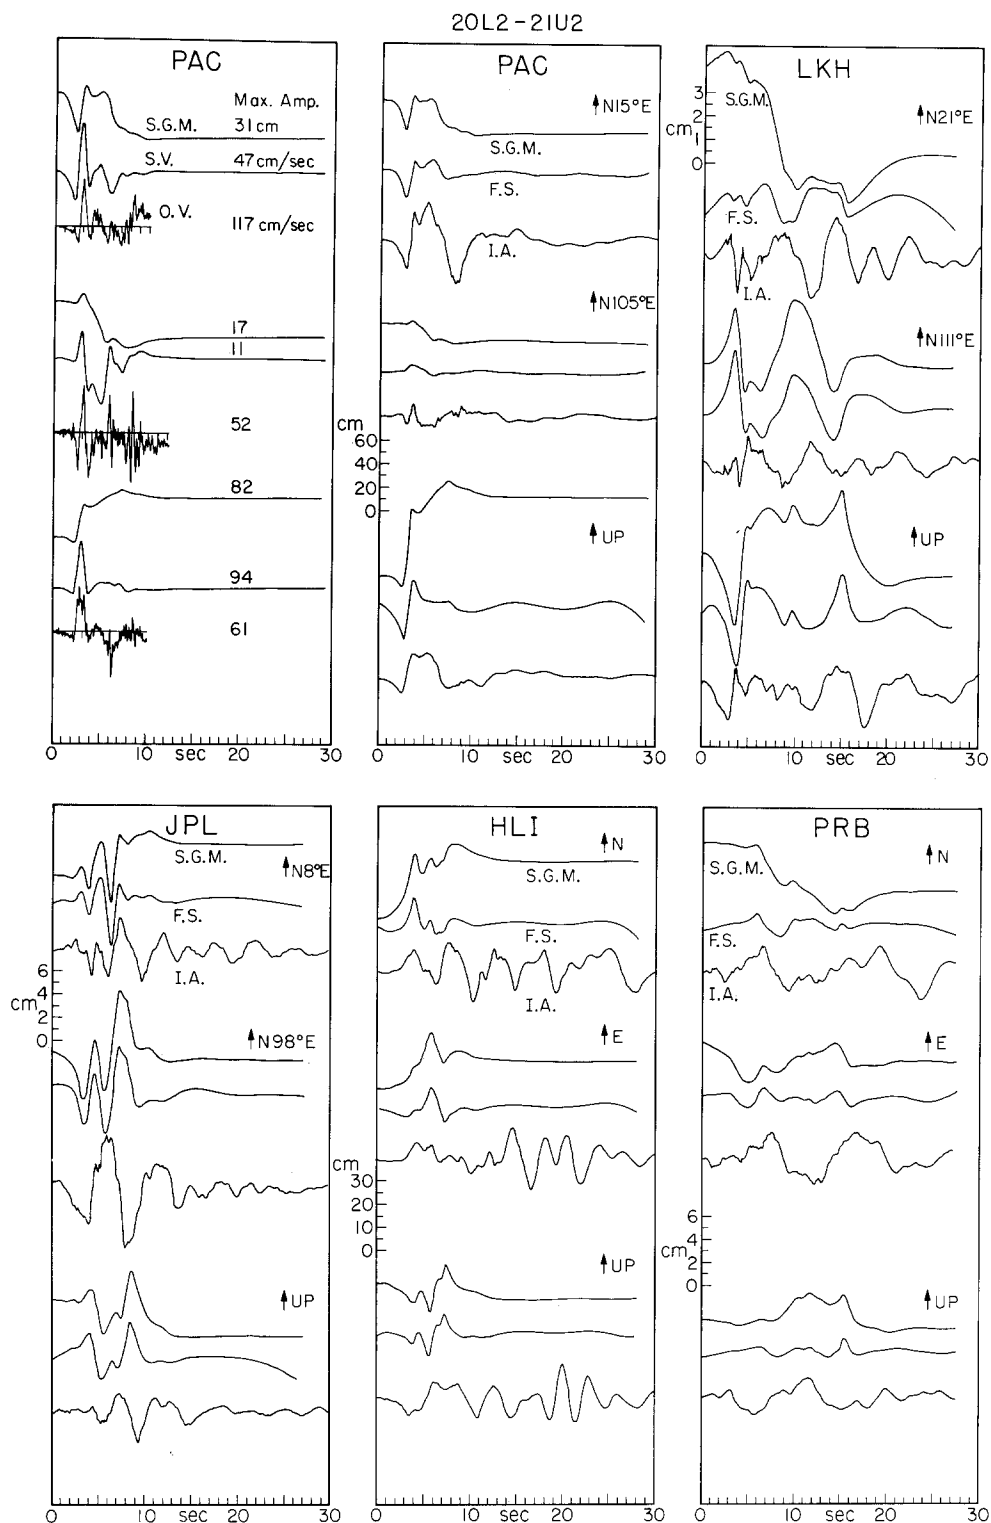 20L2-21U2
PAC
Max. Amp.
S.G.M. 31 cm
S.V. 47 cm/sec
O.V. 117 cm/sec
17
11
52
82
94
61
0 sec 10 20 30
PAC
N15°E
S.G.M.
F.S.
I.A.
N105°E
cm
60
40
20
0
UP
0 10 sec 20 30
LKH
S.G.M.
3
2
cm
1
0
N21°E
F.S.
I.A.
N111°E
UP
0 10 sec 20 30
JPL
S.G.M.
N8°E
F.S.
I.A.
6
4
cm
2
0
N98°E
UP
0 10 sec 20 30
HLI
N
S.G.M.
F.S.
I.A.
E
cm
30
20
10
0
UP
0 10 sec 20 30
PRB
N
S.G.M.
F.S.
I.A.
E
6
4
cm
2
0
UP
0 10 sec 20 30